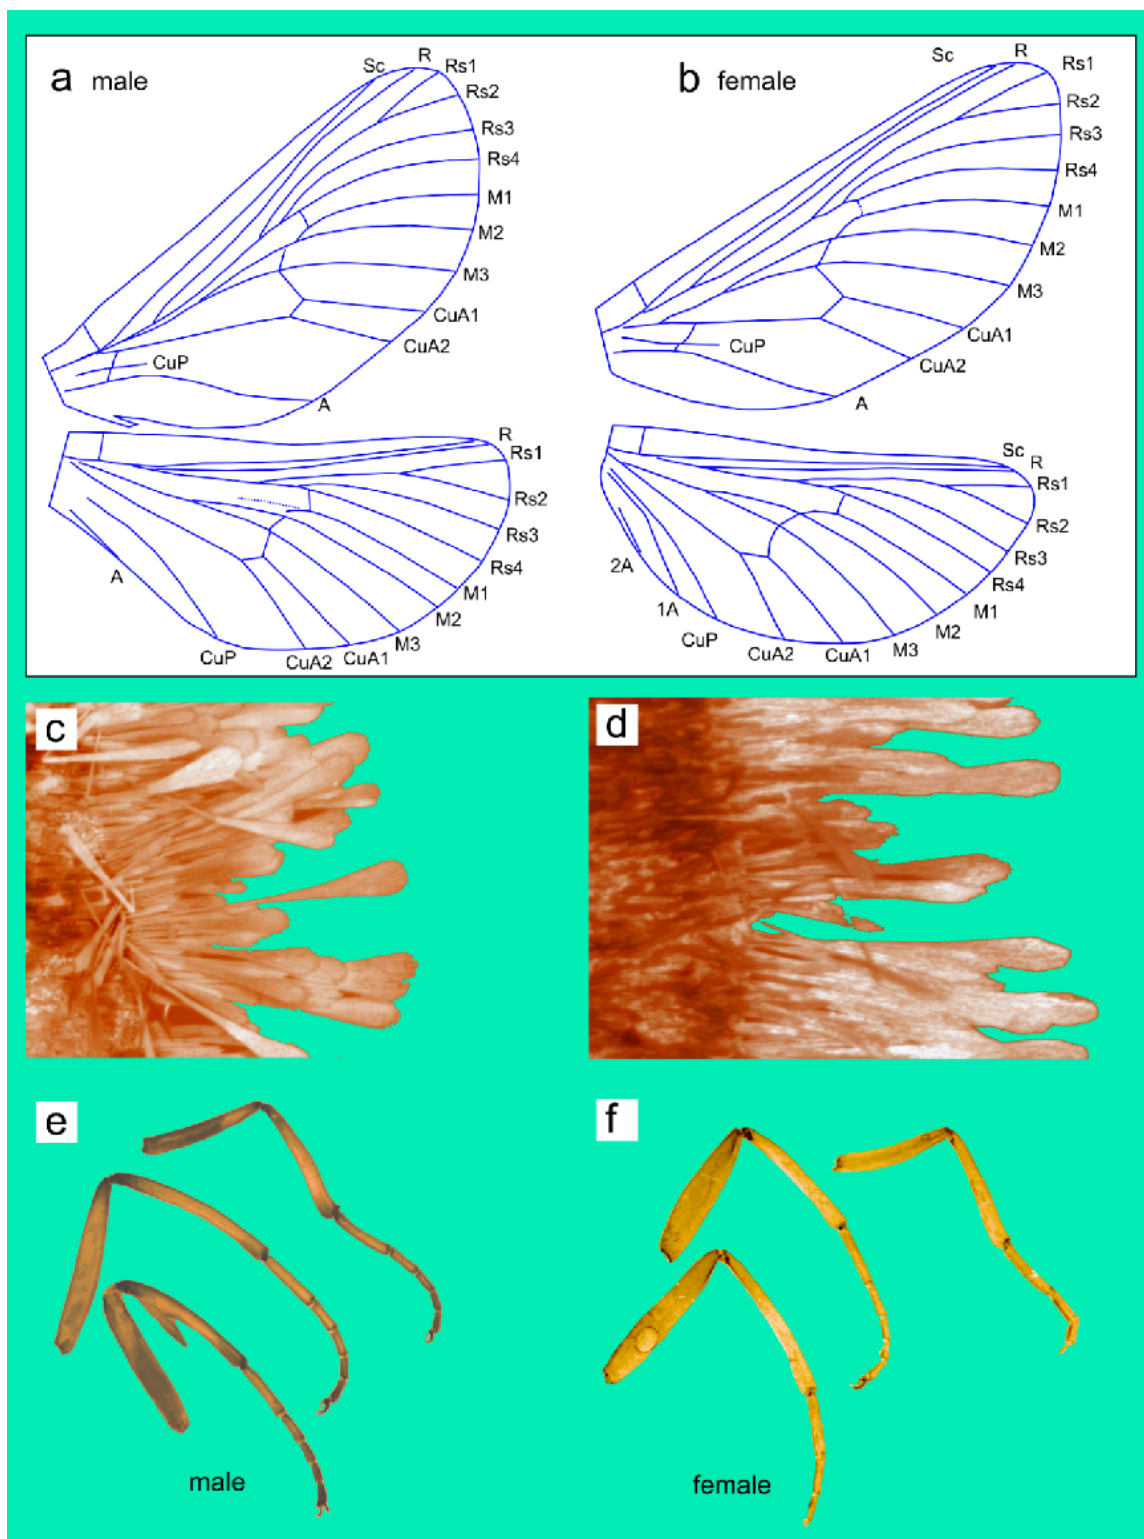 a male
Sc
R
Rs1
Rs2
Rs3
Rs4
M1
M2
M3
CuA1
CuA2
CuP
A
R
Rs1
Rs2
Rs3
Rs4
M1
M2
M3
CuA1
CuA2
CuP
A
b female
Sc
R
Rs1
Rs2
Rs3
Rs4
M1
M2
M3
CuA1
CuA2
CuP
A
Sc
R
Rs1
Rs2
Rs3
Rs4
M1
M2
M3
CuA1
CuA2
CuP
1A
2A
c
d
e
male
f
female